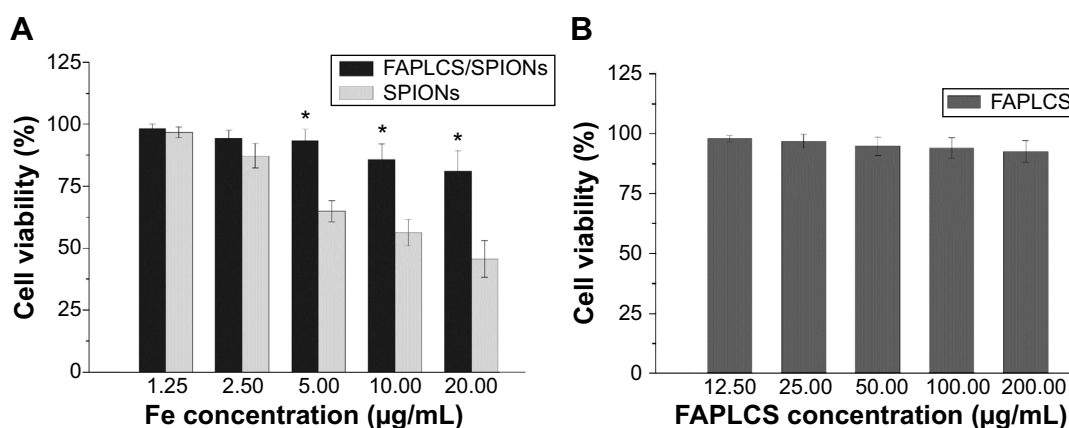 A
125
100
75
50
25
0
Cell viability (%)
FAPLCS/SPIONs
SPIONs
* * *
1.25 2.50 5.00 10.00 20.00
Fe concentration (µg/mL)
B
125
100
75
50
25
0
Cell viability (%)
FAPLCS
12.50 25.00 50.00 100.00 200.00
FAPLCS concentration (µg/mL)